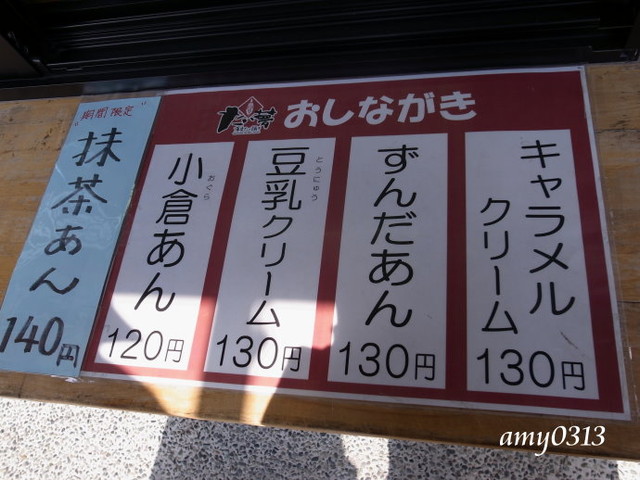 おしながき
キャラメル
クリーム
130円
ずんだあん
130円
とうにゅう
豆乳クリーム
130円
おぐら
小倉あん
120円
"期間限定"
抹茶あん
140円
amy0313